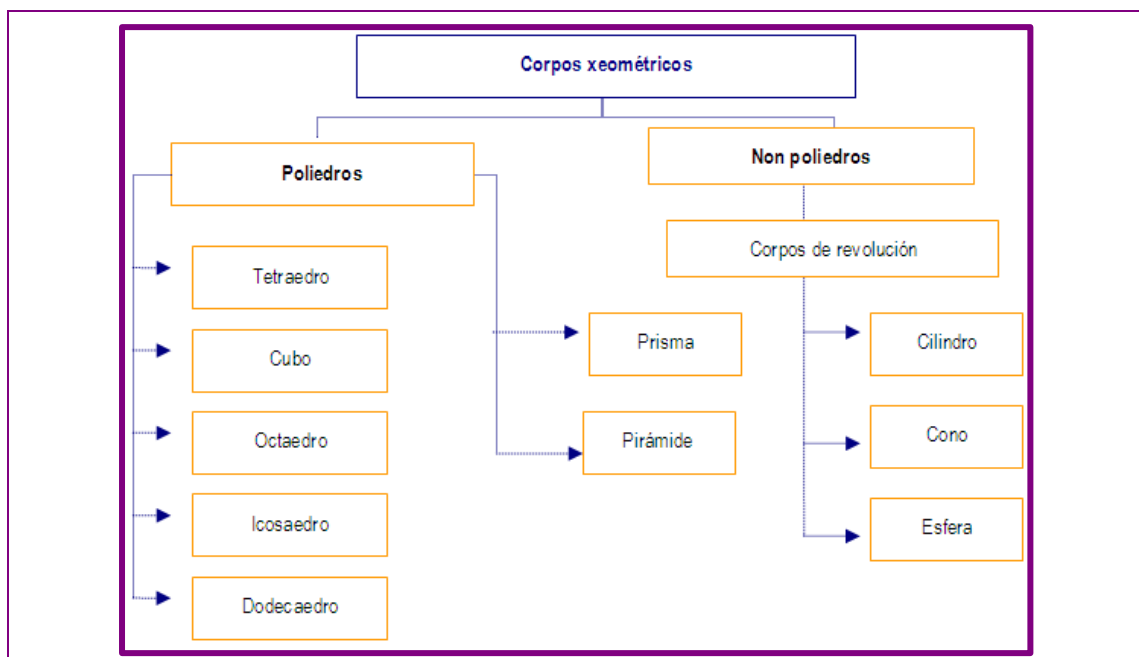 Corpos xeométricos
Poliedros
Non poliedros
Tetraedro
Cubo
Octaedro
Icosaedro
Dodecaedro
Prisma
Pirámide
Corpos de revolución
Cilindro
Cono
Esfera